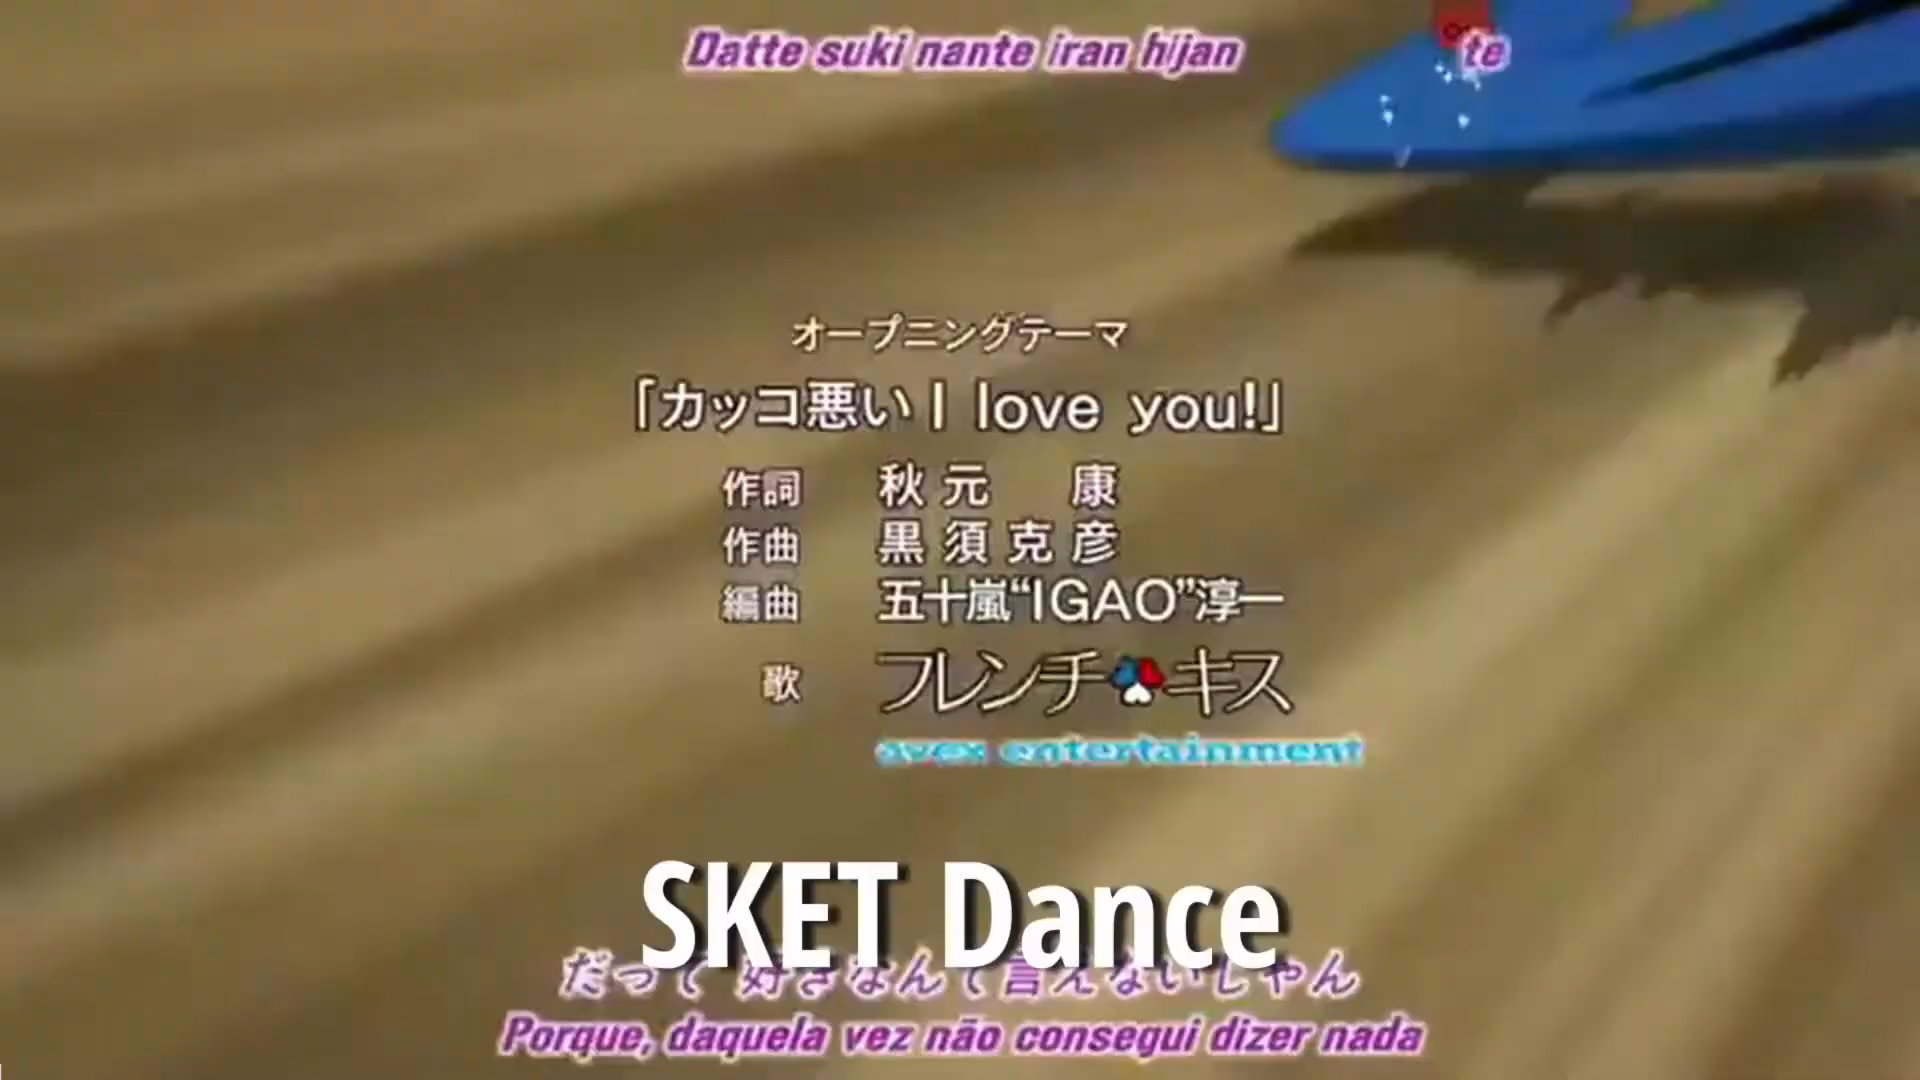 Datte suki nante iran hijan te
オープニングテーマ
「カッコ悪い I love you!」
作詞 秋元 康
作曲 黒須克彦
編曲 五十嵐“IGAO”淳一
歌 フレンチ・キス
avex entertainment
SKET Dance
だって 好きなんて言えないじゃん
Porque, daquela vez não consegui dizer nada